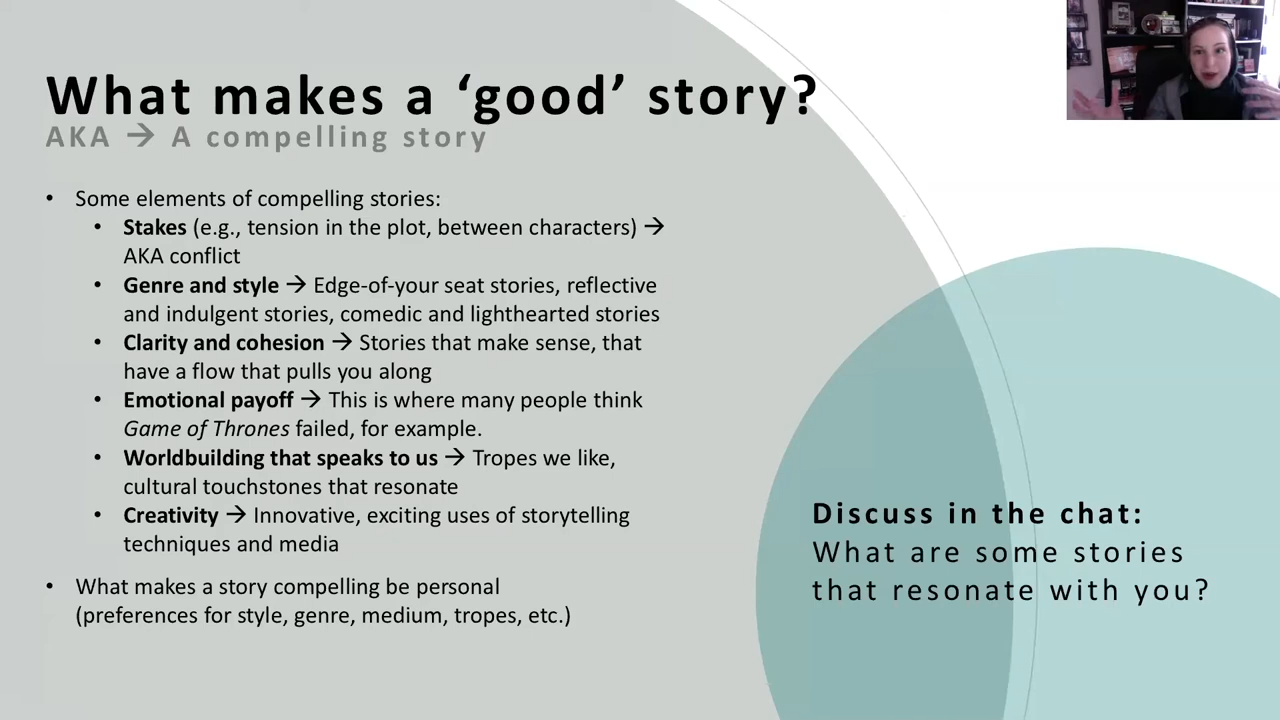 What makes a ‘good’ story?
AKA → A compelling story
• Some elements of compelling stories:
• Stakes (e.g., tension in the plot, between characters) →
AKA conflict
• Genre and style → Edge-of-your seat stories, reflective
and indulgent stories, comedic and lighthearted stories
• Clarity and cohesion → Stories that make sense, that
have a flow that pulls you along
• Emotional payoff → This is where many people think
Game of Thrones failed, for example.
• Worldbuilding that speaks to us → Tropes we like,
cultural touchstones that resonate
• Creativity → Innovative, exciting uses of storytelling
techniques and media
• What makes a story compelling be personal
(preferences for style, genre, medium, tropes, etc.)
Discuss in the chat:
What are some stories
that resonate with you?